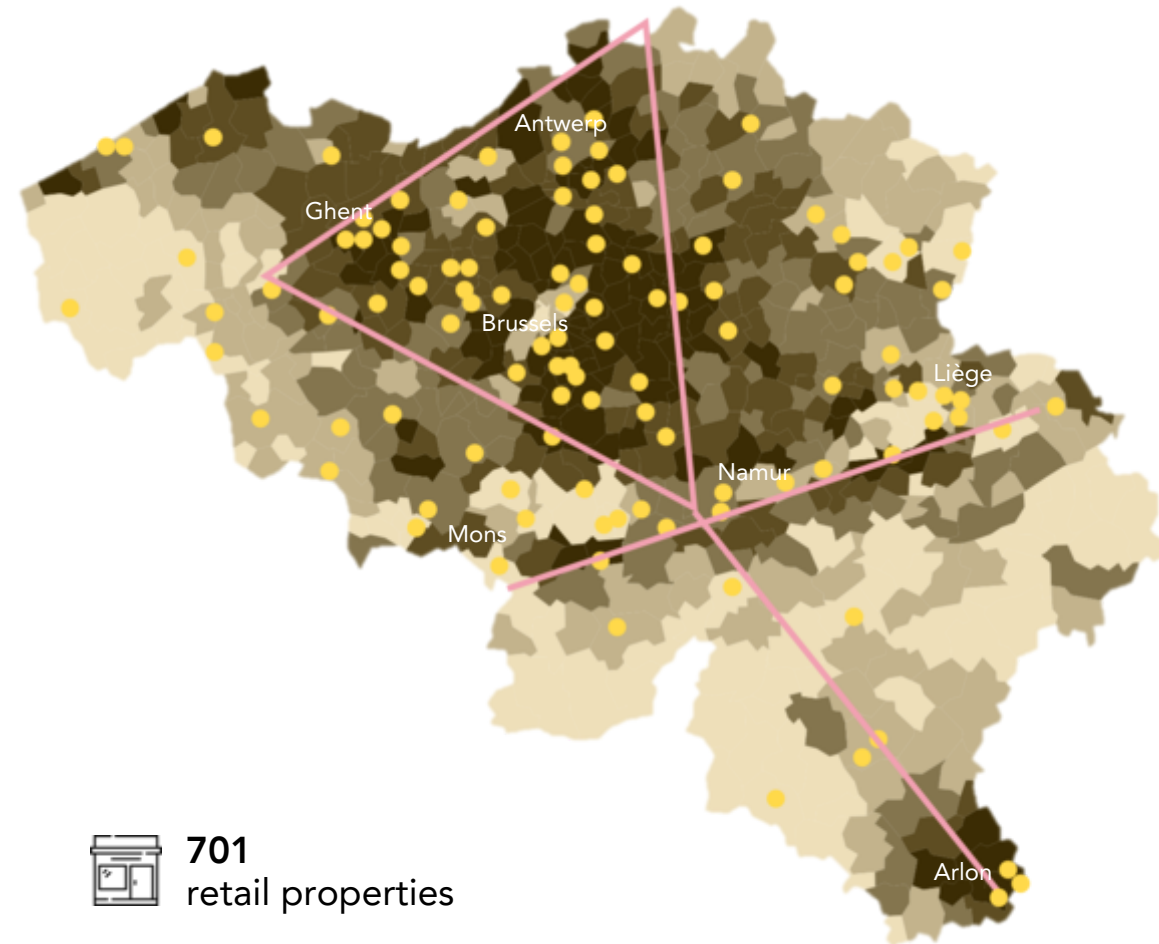 Antwerp
Ghent
Brussels
Liège
Namur
Mons
701
retail properties
Arlon